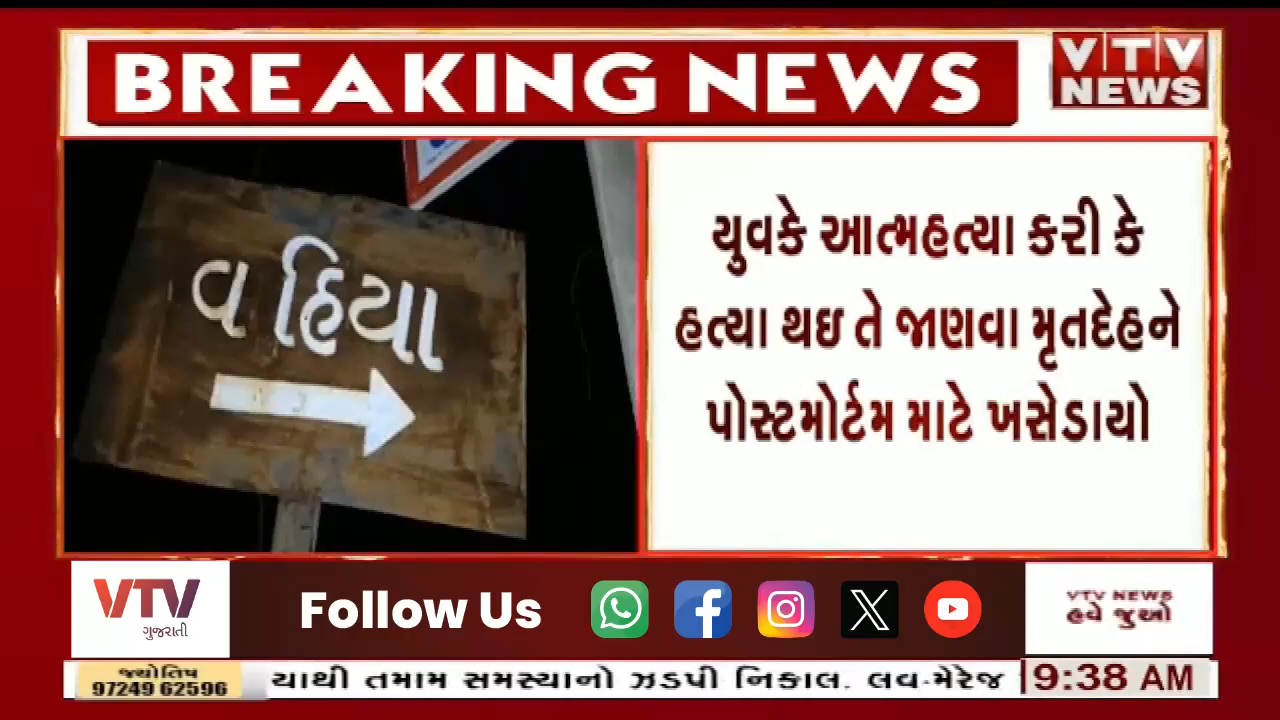 BREAKING NEWS
VTV
NEWS
વહિયા
યુવકે આત્મહત્યા કરી કે
હત્યા થઇ તે જાણવા મૃતદેહને
પોસ્ટમોર્ટમ માટે ખસેડાયો
VTV
ગુજરાતી
Follow Us
VTV NEWS
હવે જુઓ
જ્યોતિષ
97249 62596
યાથી તમામ સમસ્યાનો ઝડપી નિકાલ. લવ-મેરેજ
9:38 AM